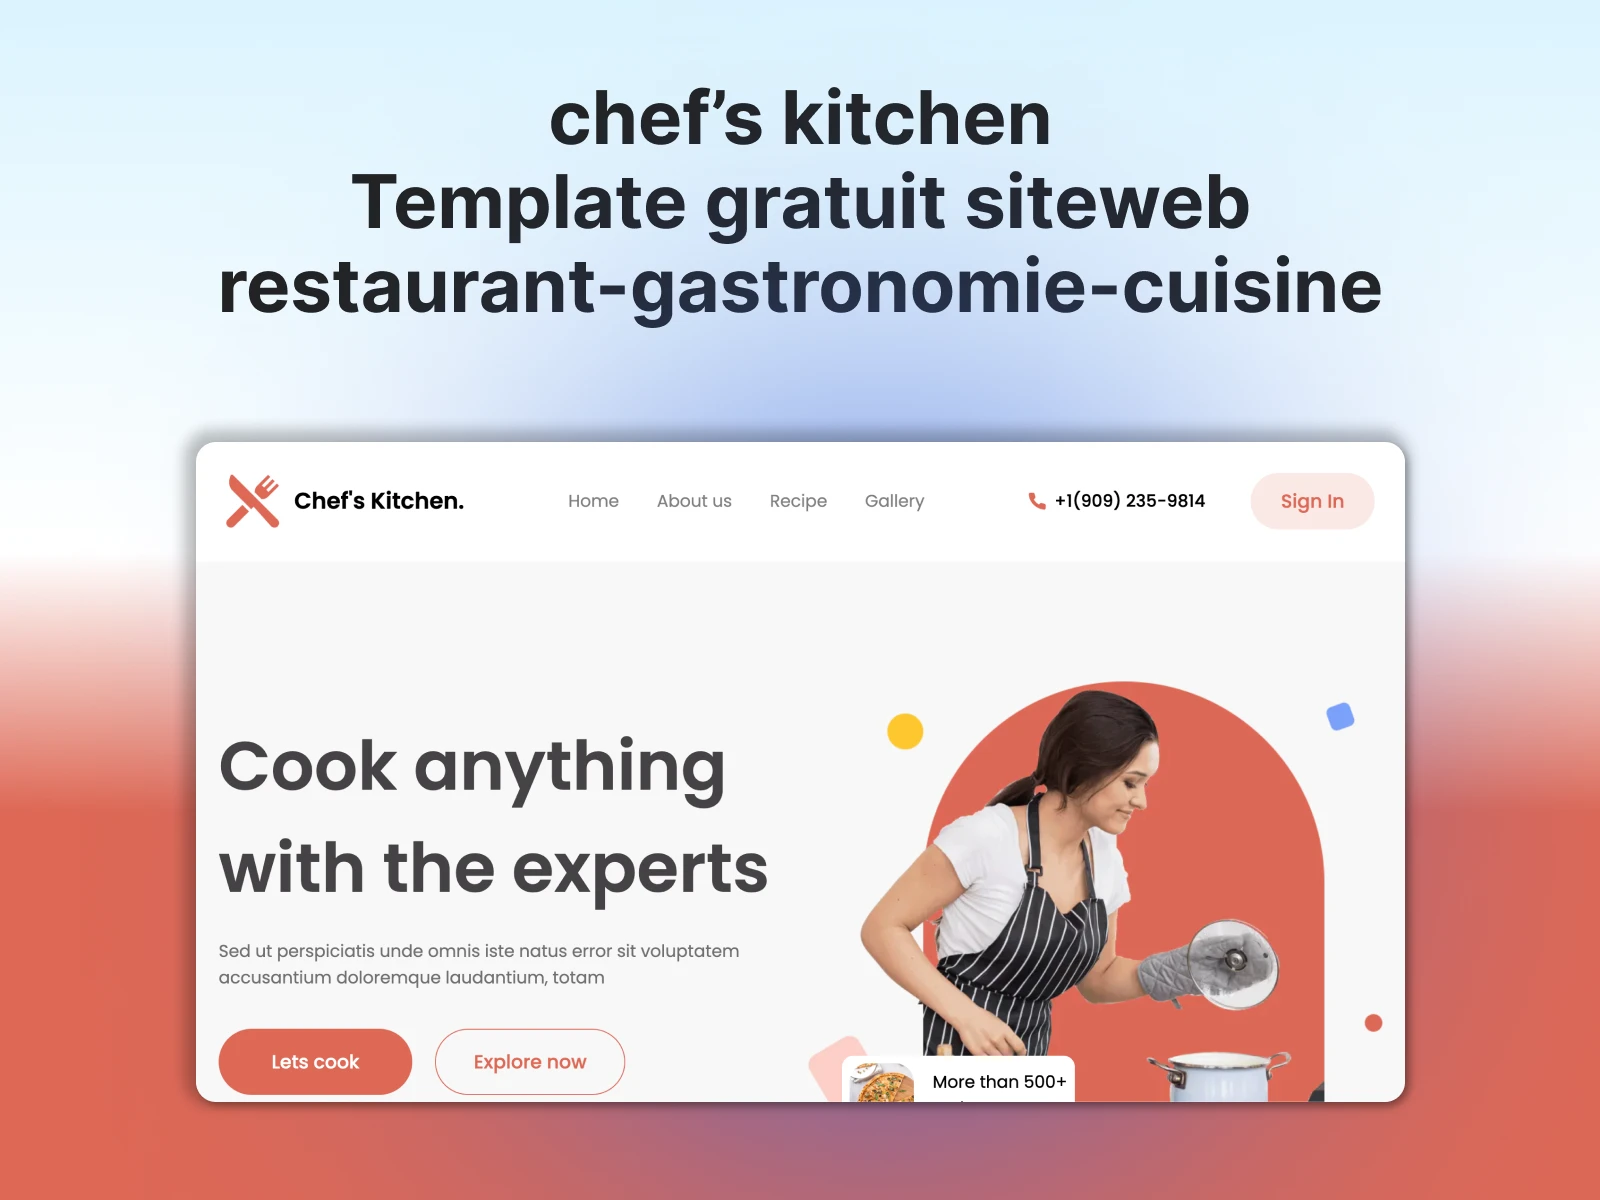 chef’s kitchen
Template gratuit siteweb
restaurant-gastronomie-cuisine
Chef's Kitchen.
Home
About us
Recipe
Gallery
+1(909) 235-9814
Sign In
Cook anything
with the experts
Sed ut perspiciatis unde omnis iste natus error sit voluptatem
accusantium doloremque laudantium, totam
Lets cook
Explore now
More than 500+